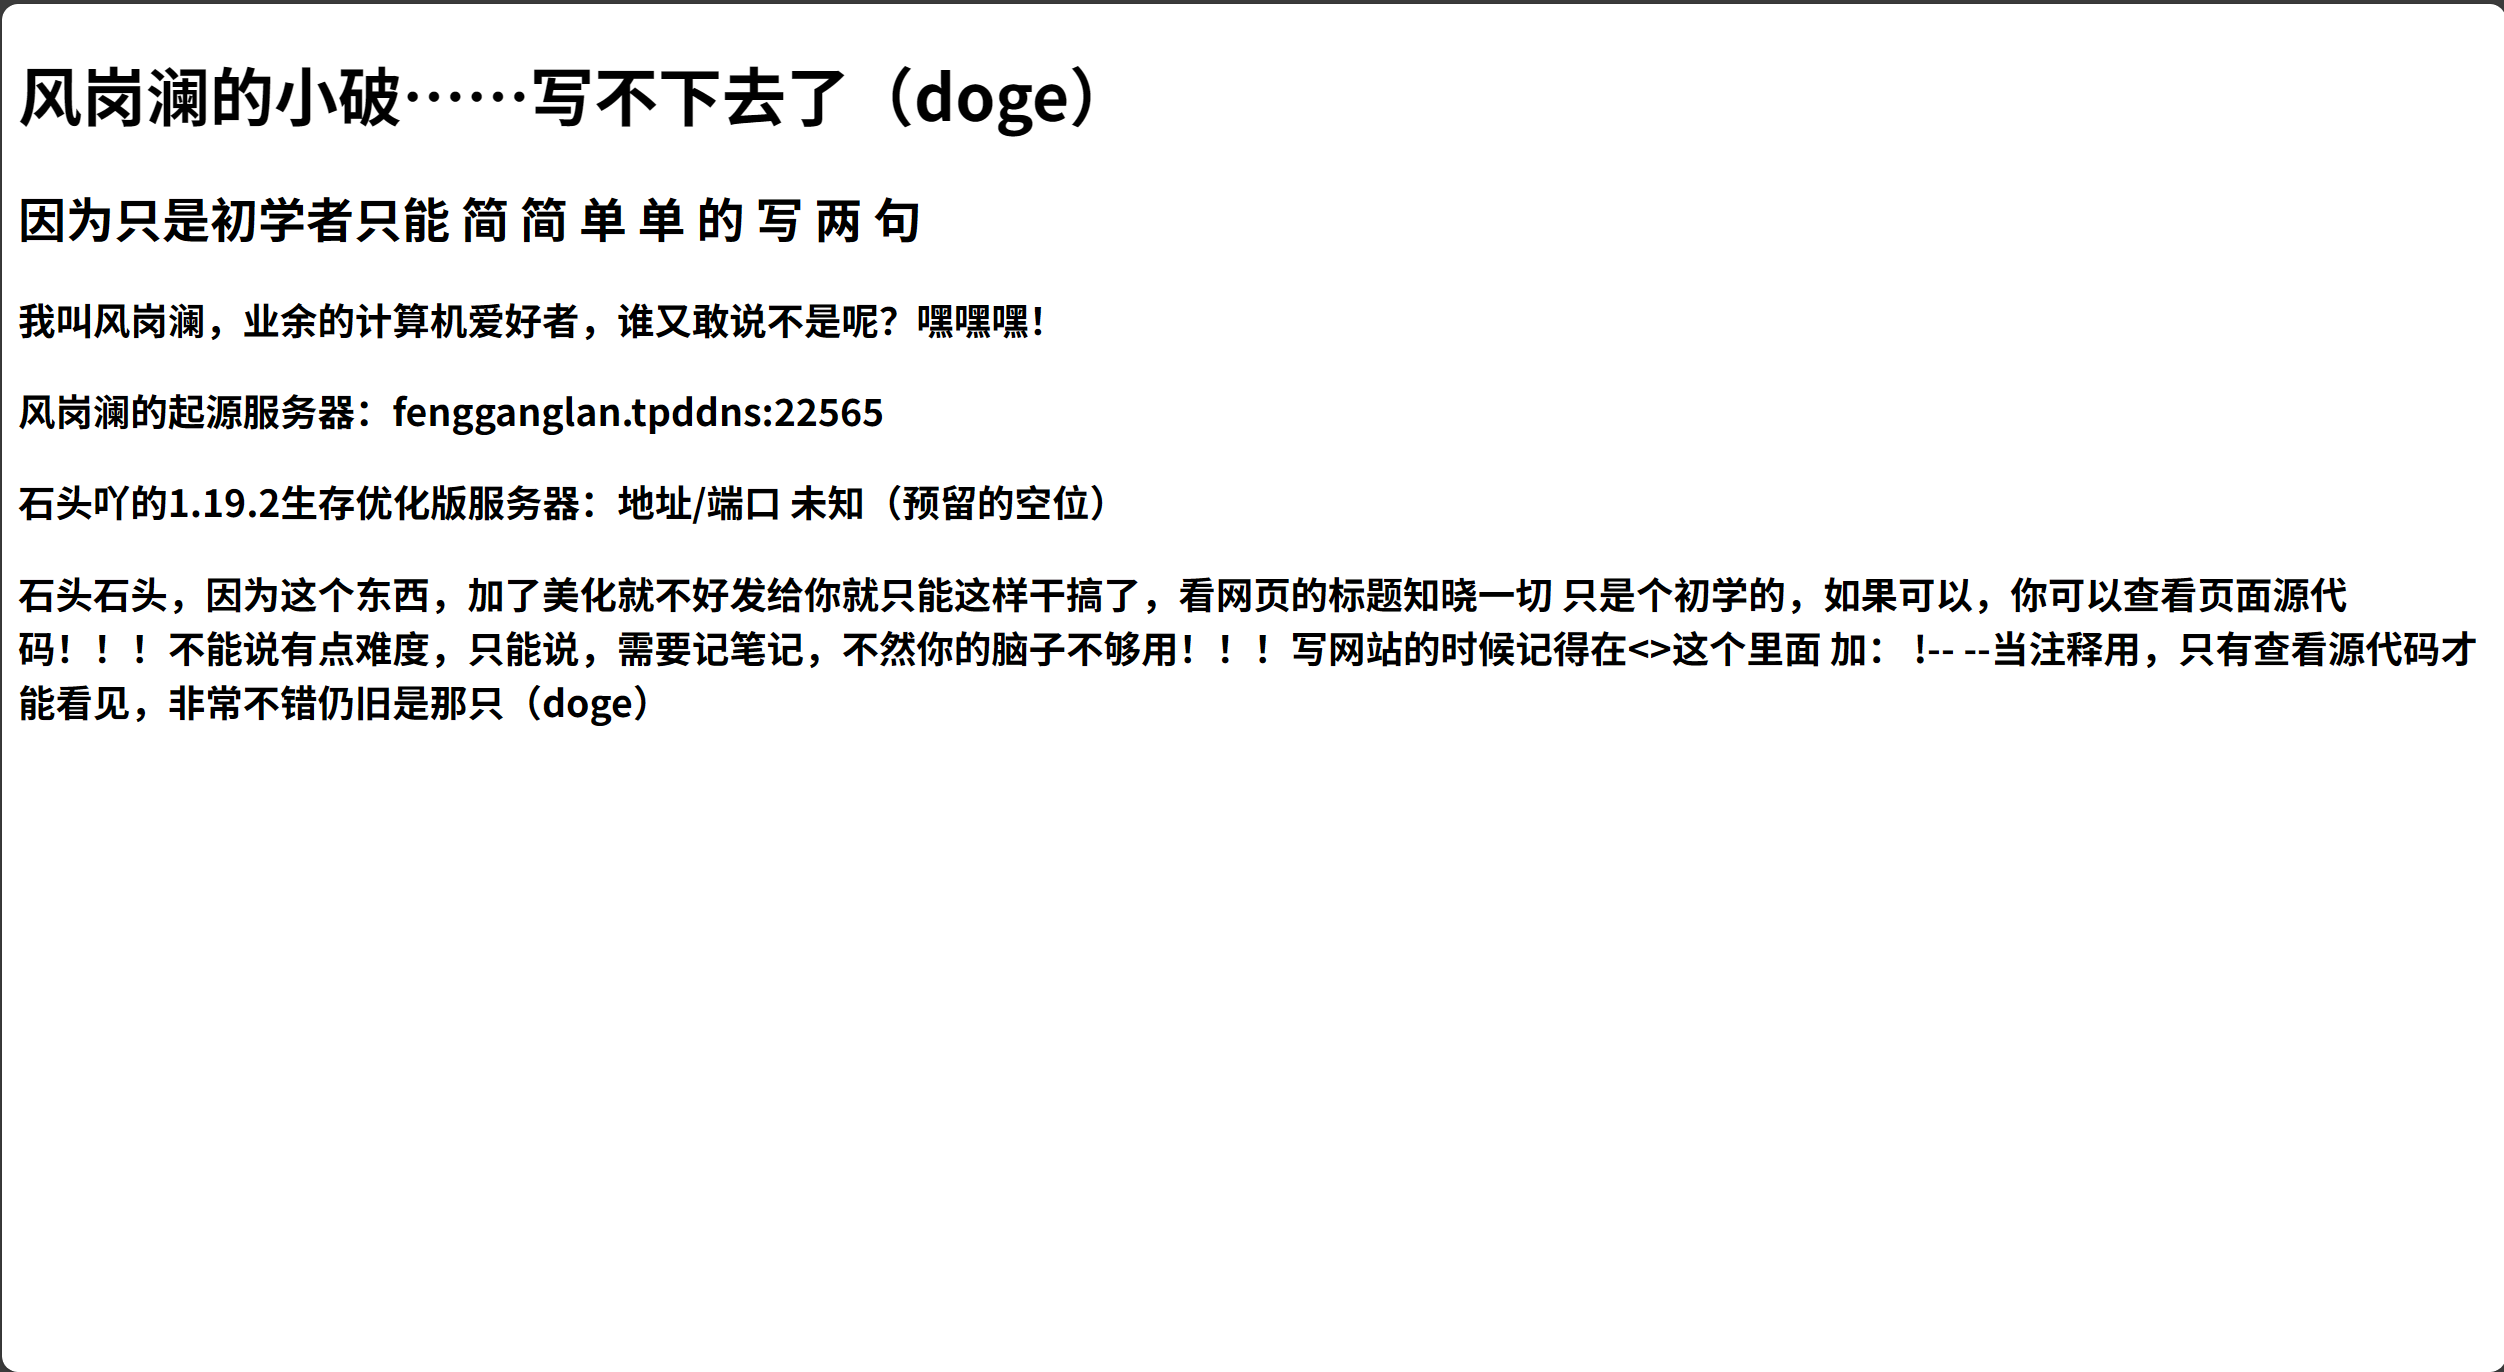 风岗澜的小破……写不下去了（doge）
因为只是初学者只能 简 简 单 单 的 写 两 句
我叫风岗澜，业余的计算机爱好者，谁又敢说不是呢？嘿嘿嘿！
风岗澜的起源服务器：fengganglan.tpddns:22565
石头吖的1.19.2生存优化版服务器：地址/端口 未知（预留的空位）
石头石头，因为这个东西，加了美化就不好发给你就只能这样干搞了，看网页的标题知晓一切 只是个初学的，如果可以，你可以查看页面源代
码！！！不能说有点难度，只能说，需要记笔记，不然你的脑子不够用！！！写网站的时候记得在<>这个里面 加： !-- --当注释用，只有查看源代码才
能看见，非常不错仍旧是那只（doge）